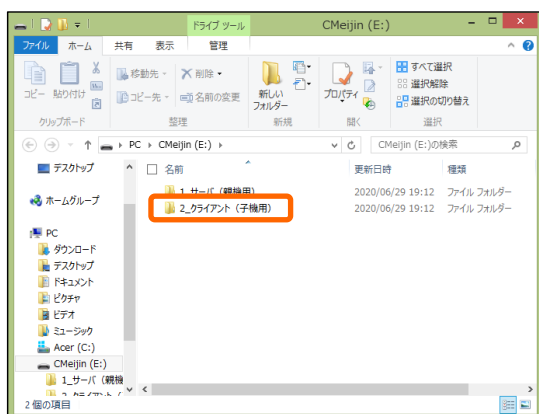 ドライブ ツール
CMeijin (E:)
ファイル
ホーム
共有
表示
管理
コピー
貼り付け
移動先
コピー先
削除
名前の変更
新しい
フォルダー
プロパティ
開く
すべて選択
選択解除
選択の切り替え
クリップボード
整理
新規
開く
選択
PC ▸ CMeijin (E:) ▸
CMeijin (E:)の検索
デスクトップ
ホームグループ
PC
ダウンロード
デスクトップ
ドキュメント
ピクチャ
ビデオ
ミュージック
Acer (C:)
CMeijin (E:)
1_サーバ（親機
名前
更新日時
種類
1_サーバ（親機用）
2020/06/29 19:12
ファイル フォルダー
2_クライアント（子機用）
2020/06/29 19:12
ファイル フォルダー
2 個の項目